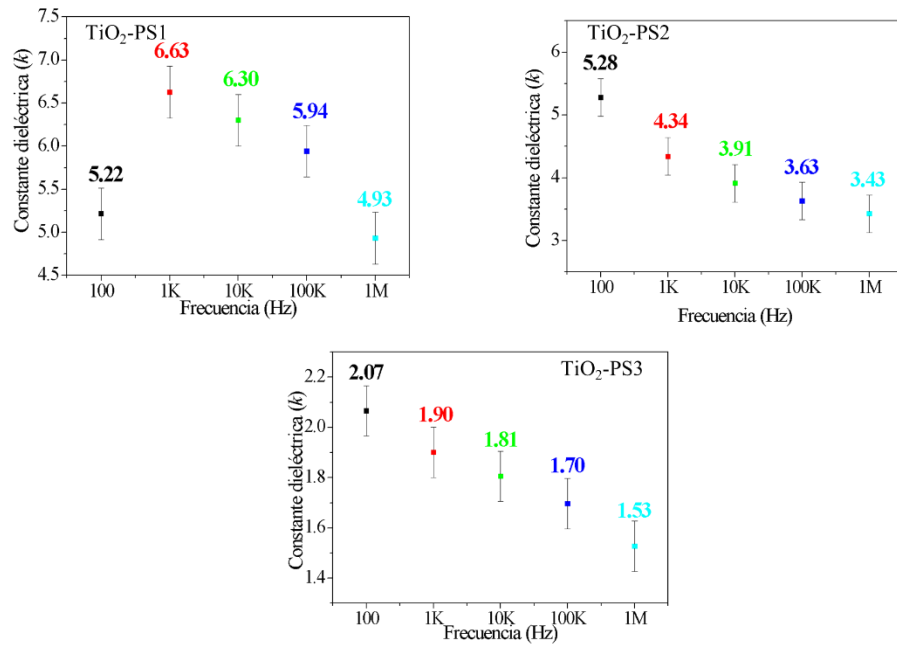 TiO2-PS1
Constante dieléctrica (k)
7.5
7.0
6.5
6.0
5.5
5.0
4.5
5.22
6.63
6.30
5.94
4.93
100
1K
10K
100K
1M
Frecuencia (Hz)
TiO2-PS2
Constante dieléctrica (k)
6
5
4
3
5.28
4.34
3.91
3.63
3.43
100
1K
10K
100K
1M
Frecuencia (Hz)
TiO2-PS3
Constante dieléctrica (k)
2.2
2.0
1.8
1.6
1.4
2.07
1.90
1.81
1.70
1.53
100
1K
10K
100K
1M
Frecuencia (Hz)